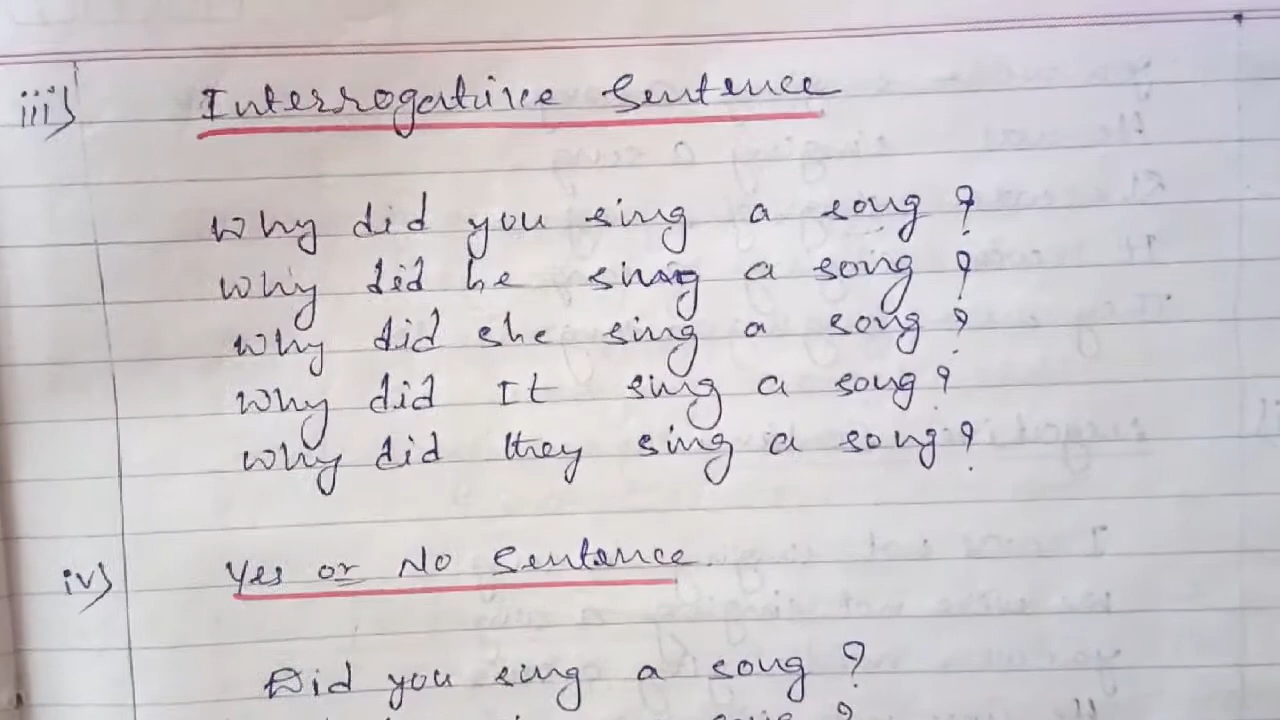 iii) Interrogative Sentence
Why did you sing a song ?
Why did he sing a song ?
Why did she sing a song ?
Why did It sing a song ?
Why did they sing a song ?
iv) Yes or No Sentance
Did you sing a song ?